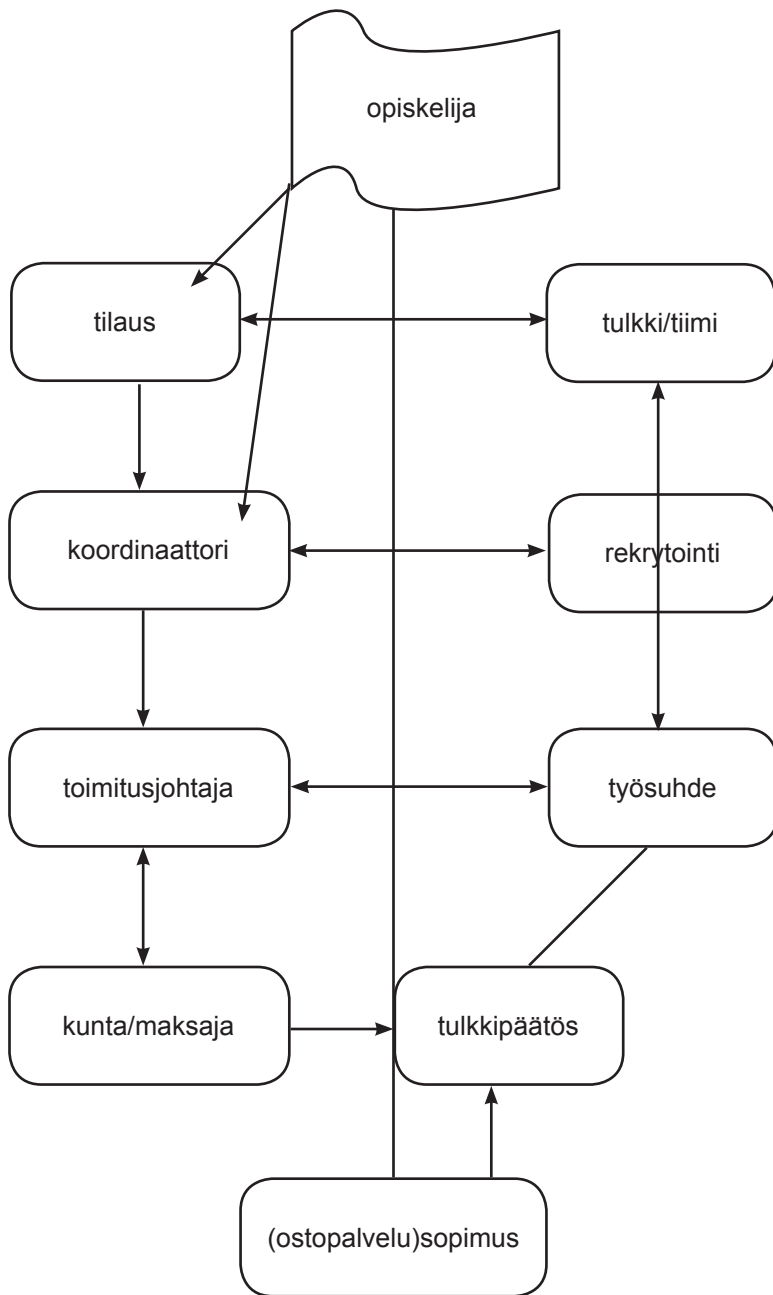 opiskelija
tilaus
tulkki/tiimi
koordinaattori
rekrytointi
toimitusjohtaja
työsuhde
kunta/maksaja
tulkkipäätös
(ostopalvelu)sopimus